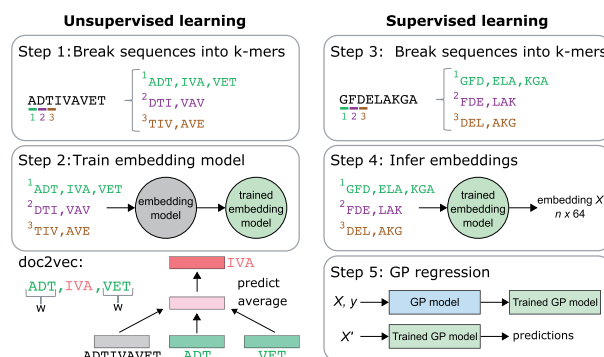 Unsupervised learning
Step 1:Break sequences into k-mers
ADTIVAVET
1 2 3
1ADT,IVA,VET
2DTI,VAV
3TIV,AVE
Step 2:Train embedding model
1ADT,IVA,VET
2DTI,VAV
3TIV,AVE
embedding
model
trained
embedding
model
doc2vec:
ADT,IVA,VET
w
w
IVA
predict
average
ADTIVAVET
ADT
VET
Supervised learning
Step 3: Break sequences into k-mers
GFDELAKGA
1 2 3
1GFD,ELA,KGA
2FDE,LAK
3DEL,AKG
Step 4: Infer embeddings
1GFD,ELA,KGA
2FDE,LAK
3DEL,AKG
trained
embedding
model
embedding X
n x 64
Step 5: GP regression
X, y
GP model
Trained GP model
X'
Trained GP model
predictions